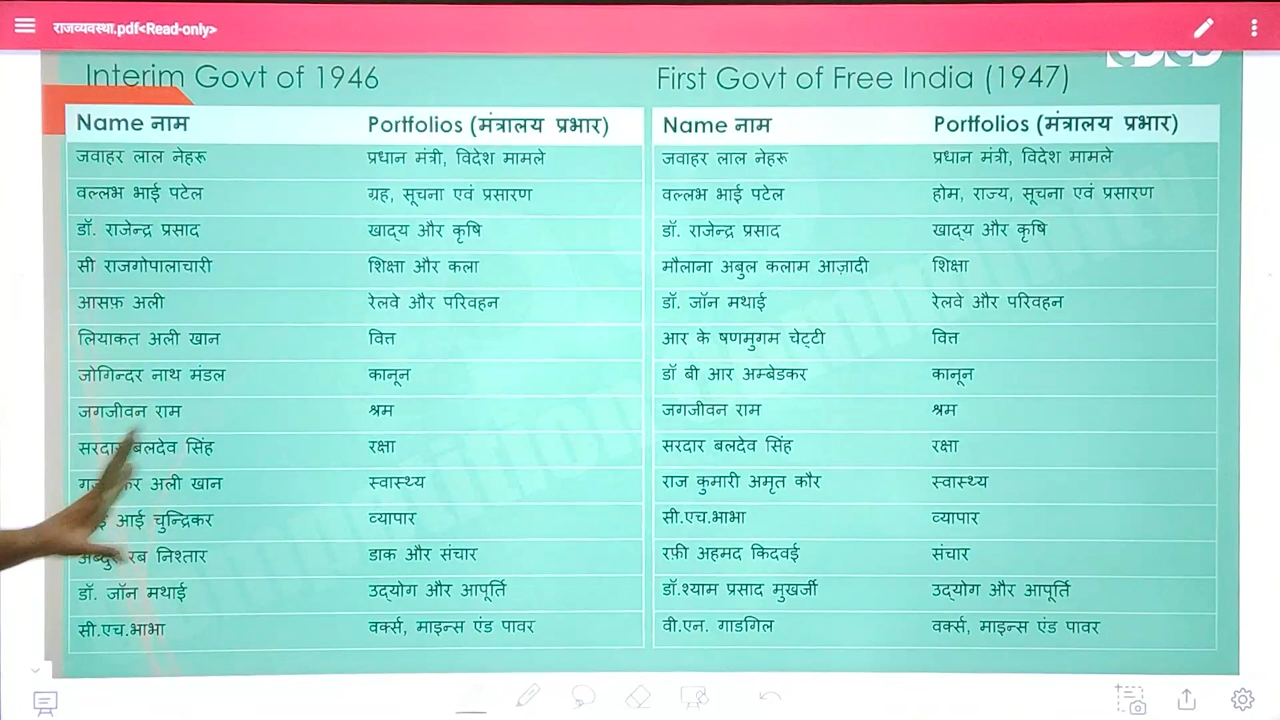 राजव्यवस्था.pdf<Read-only>
Interim Govt of 1946
Name नाम Portfolios (मंत्रालय प्रभार)
जवाहर लाल नेहरू प्रधान मंत्री, विदेश मामले
वल्लभ भाई पटेल ग्रह, सूचना एवं प्रसारण
डॉ. राजेन्द्र प्रसाद खाद्य और कृषि
सी राजगोपालाचारी शिक्षा और कला
आसफ़ अली रेलवे और परिवहन
लियाकत अली खान वित्त
जोगिन्दर नाथ मंडल कानून
जगजीवन राम श्रम
सरदार बलदेव सिंह रक्षा
अली खान स्वास्थ्य
आई चुन्द्रिकर व्यापार
अब्दुर रब निश्तार डाक और संचार
डॉ. जॉन मथाई उद्योग और आपूर्ति
सी.एच.भाभा वर्क्स, माइन्स एंड पावर
First Govt of Free India (1947)
Name नाम Portfolios (मंत्रालय प्रभार)
जवाहर लाल नेहरू प्रधान मंत्री, विदेश मामले
वल्लभ भाई पटेल होम, राज्य, सूचना एवं प्रसारण
डॉ. राजेन्द्र प्रसाद खाद्य और कृषि
मौलाना अबुल कलाम आज़ादी शिक्षा
डॉ. जॉन मथाई रेलवे और परिवहन
आर के षणमुगम चेट्टी वित्त
डॉ बी आर अम्बेडकर कानून
जगजीवन राम श्रम
सरदार बलदेव सिंह रक्षा
राज कुमारी अमृत कौर स्वास्थ्य
सी.एच.भाभा व्यापार
रफ़ी अहमद किदवई संचार
डॉ.श्याम प्रसाद मुखर्जी उद्योग और आपूर्ति
वी.एन. गाडगिल वर्क्स, माइन्स एंड पावर